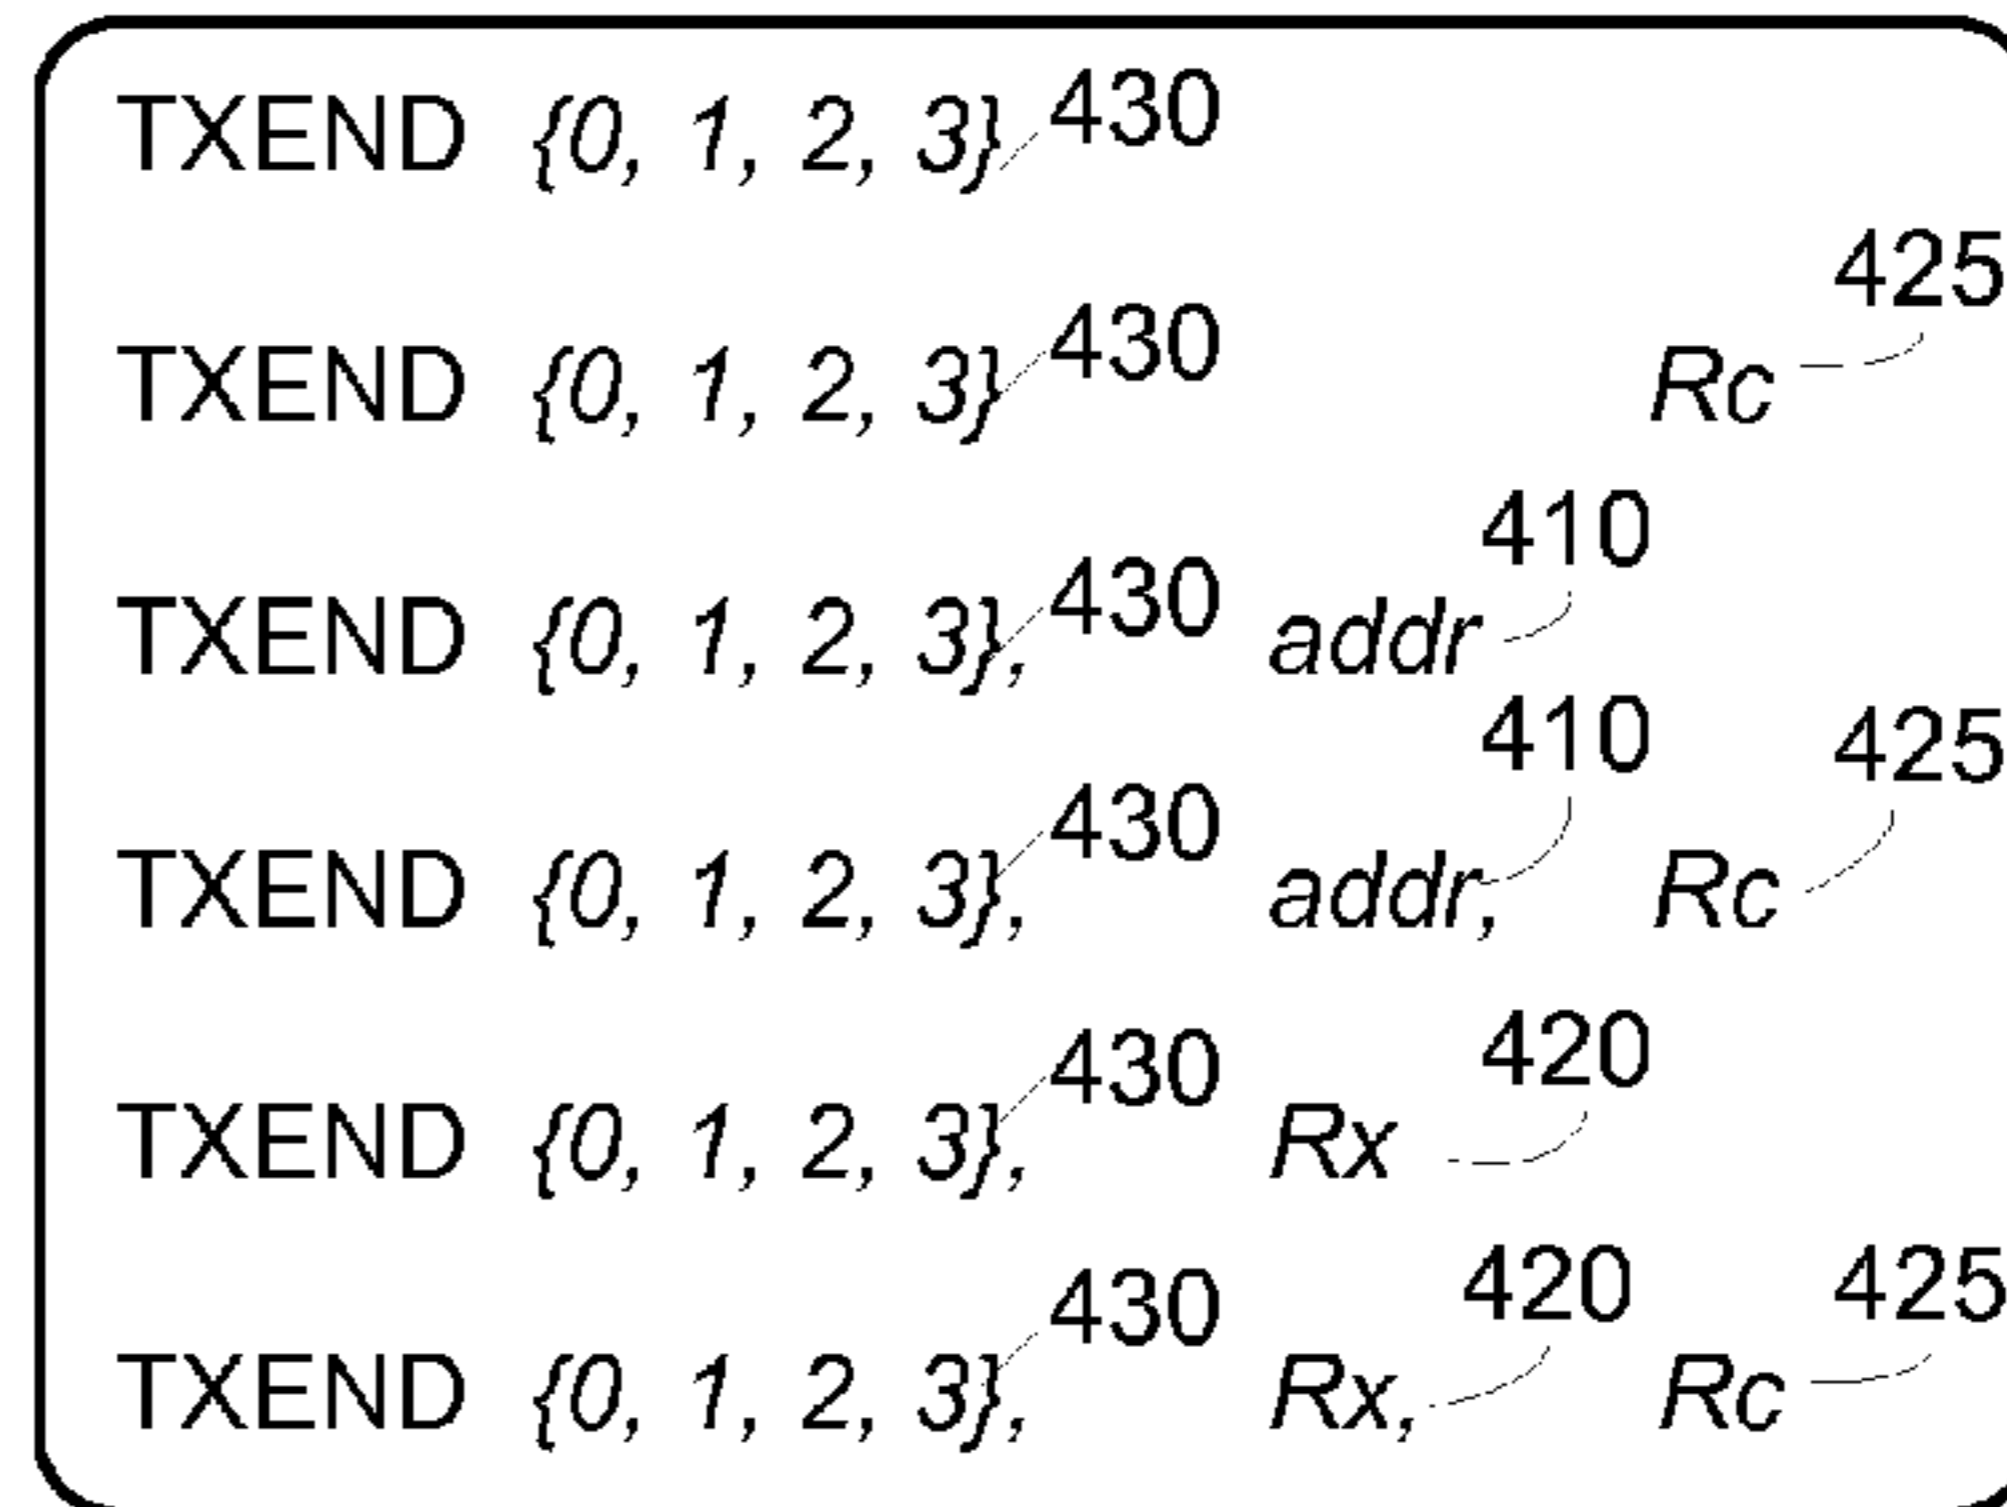 TXEND {0, 1, 2, 3} 430
425
TXEND {0, 1, 2, 3} 430 Rc
410
TXEND {0, 1, 2, 3}, 430 addr
410 425
TXEND {0, 1, 2, 3}, 430 addr, Rc
420
TXEND {0, 1, 2, 3}, 430 Rx
420 425
TXEND {0, 1, 2, 3}, 430 Rx, Rc